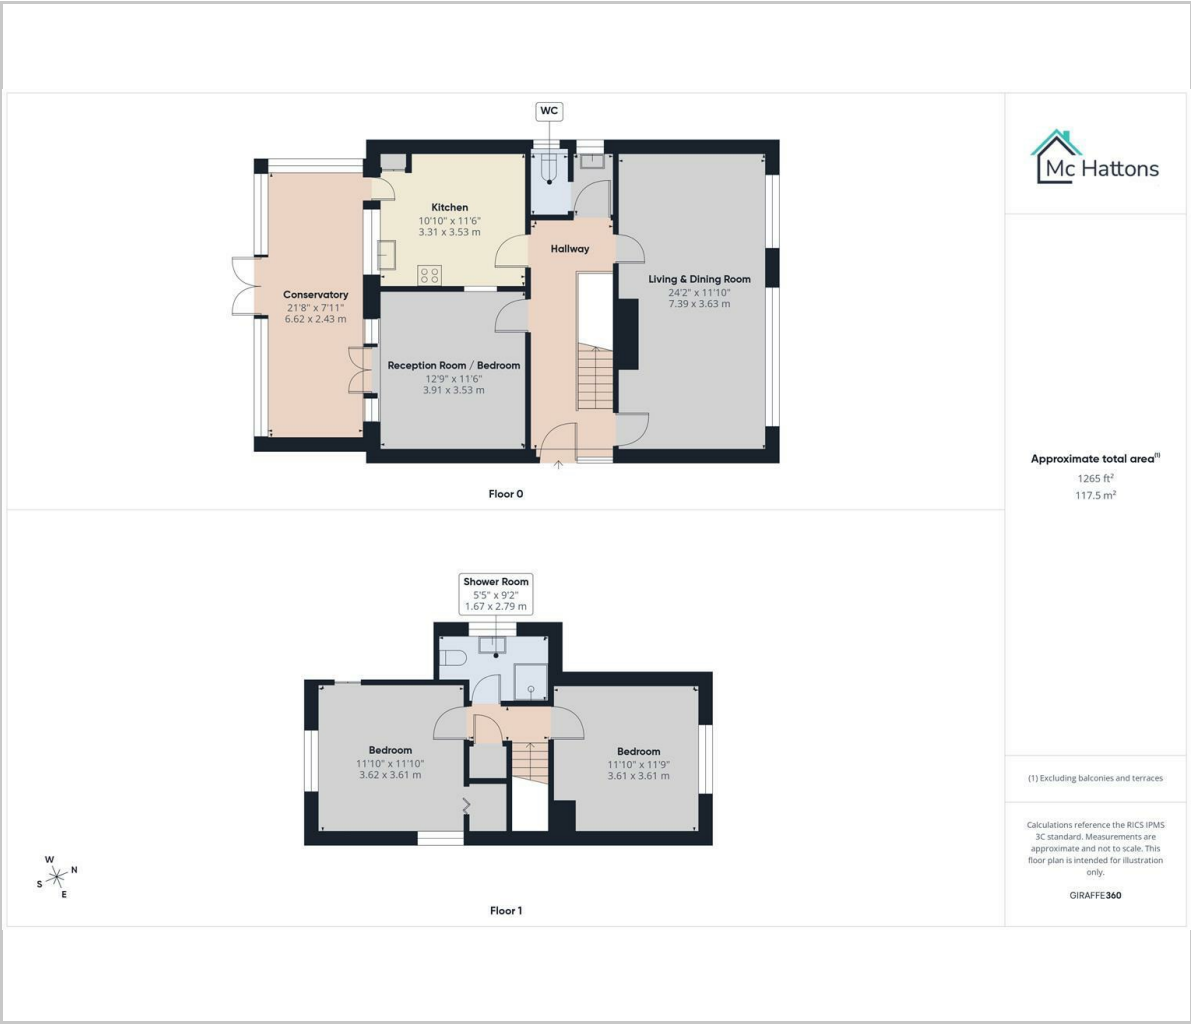 WC
Mc Hattons
Kitchen
10'10" x 11'6"
3.31 x 3.53 m
Hallway
Living & Dining Room
24'2" x 11'10"
7.39 x 3.63 m
Conservatory
21'8" x 7'11"
6.62 x 2.43 m
Reception Room / Bedroom
12'9" x 11'6"
3.91 x 3.53 m
Floor 0
Approximate total area(1)
1265 ft²
117.5 m²
Shower Room
5'5" x 9'2"
1.67 x 2.79 m
Bedroom
11'10" x 11'10"
3.62 x 3.61 m
Bedroom
11'10" x 11'9"
3.61 x 3.61 m
(1) Excluding balconies and terraces
Calculations reference the RICS IPMS
3C standard. Measurements are
approximate and not to scale. This
floor plan is intended for illustration
only.
GIRAFFE360
W
N
S
E
Floor 1